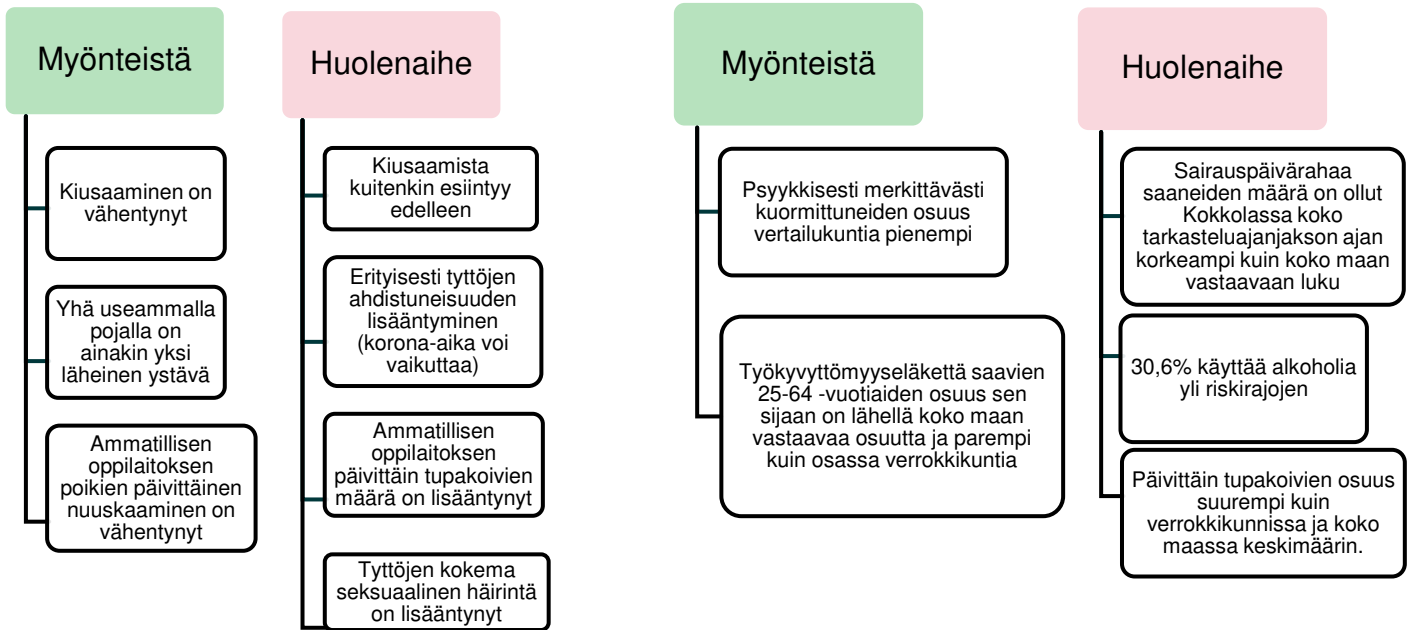 Myönteistä
Kiusaaminen on
vähentynyt
Yhä useammalla
pojalla on
ainakin yksi
läheinen ystävä
Ammatillisen
oppilaitoksen
poikien päivittäinen
nuuskaaminen on
vähentynyt
Huolenaihe
Kiusaamista
kuitenkin esiintyy
edelleen
Erityisesti tyttöjen
ahdistuneisuuden
lisääntyminen
(korona-aika voi
vaikuttaa)
Ammatillisen
oppilaitoksen
päivittäin tupakoivien
määrä on lisääntynyt
Tyttöjen kokema
seksuaalinen häirintä
on lisääntynyt
Myönteistä
Psyykkisesti merkittävästi
kuormittuneiden osuus
vertailukuntia pienempi
Työkyvyttömyyseläkettä saavien
25-64 -vuotiaiden osuus sen
sijaan on lähellä koko maan
vastaavaa osuutta ja parempi
kuin osassa verrokkikuntia
Huolenaihe
Sairauspäivärahaa
saaneiden määrä on ollut
Kokkolassa koko
tarkasteluajanjakson ajan
korkeampi kuin koko maan
vastaavaan luku
30,6% käyttää alkoholia
yli riskirajojen
Päivittäin tupakoivien osuus
suurempi kuin
verrokkikunnissa ja koko
maassa keskimäärin.